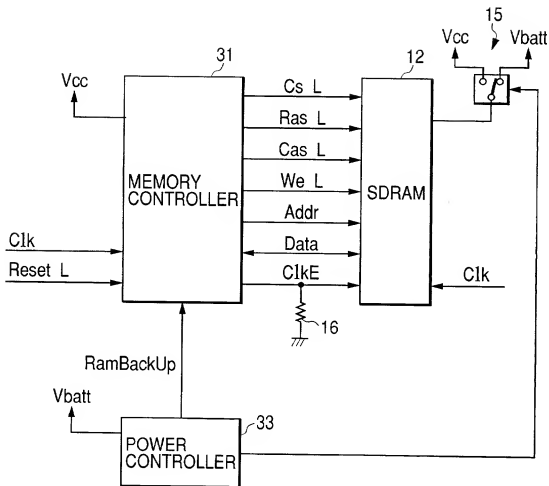 15
Vcc
Vbatt
31
12
Vcc
Cs L
Ras L
Cas L
We L
Addr
Data
ClkE
MEMORY
CONTROLLER
SDRAM
Clk
Reset L
Clk
16
RamBackUp
Vbatt
33
POWER
CONTROLLER